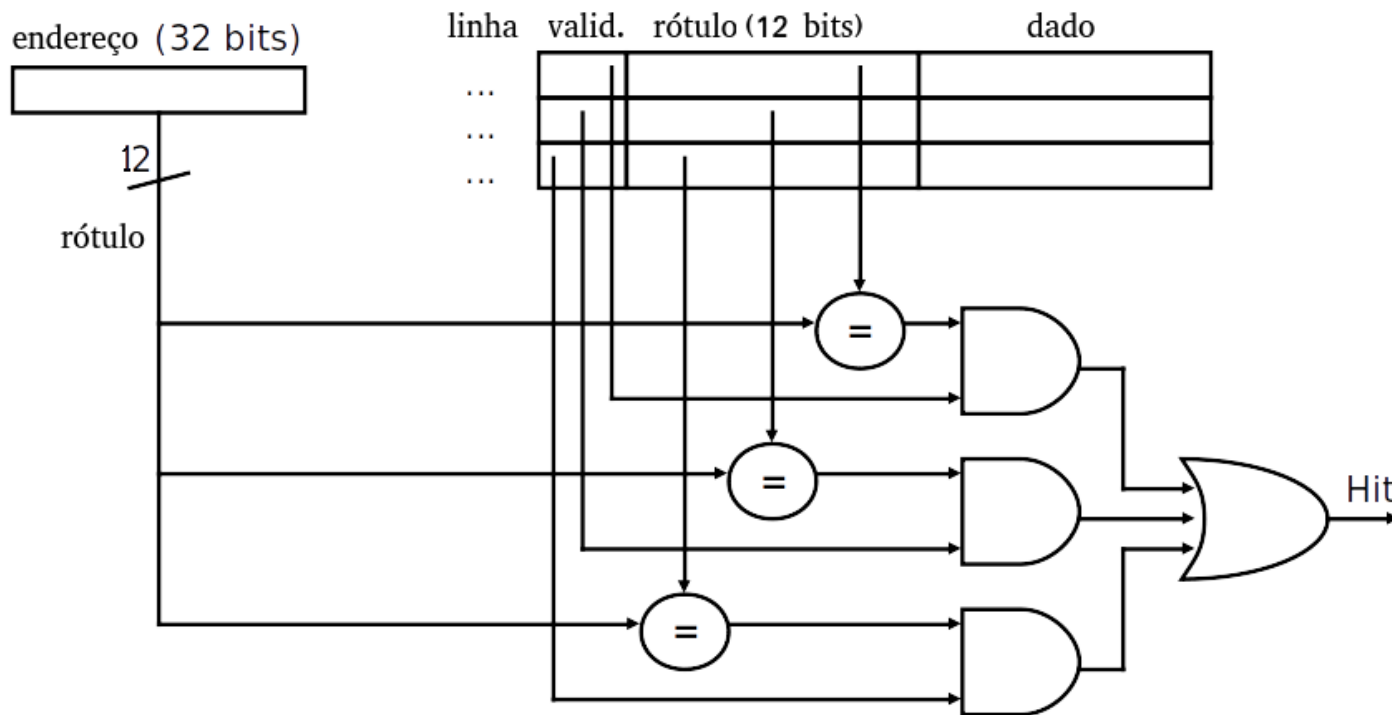 endereço (32 bits)
linha valid. rótulo (12 bits) dado
...
...
...
12
rótulo
=
=
=
Hit